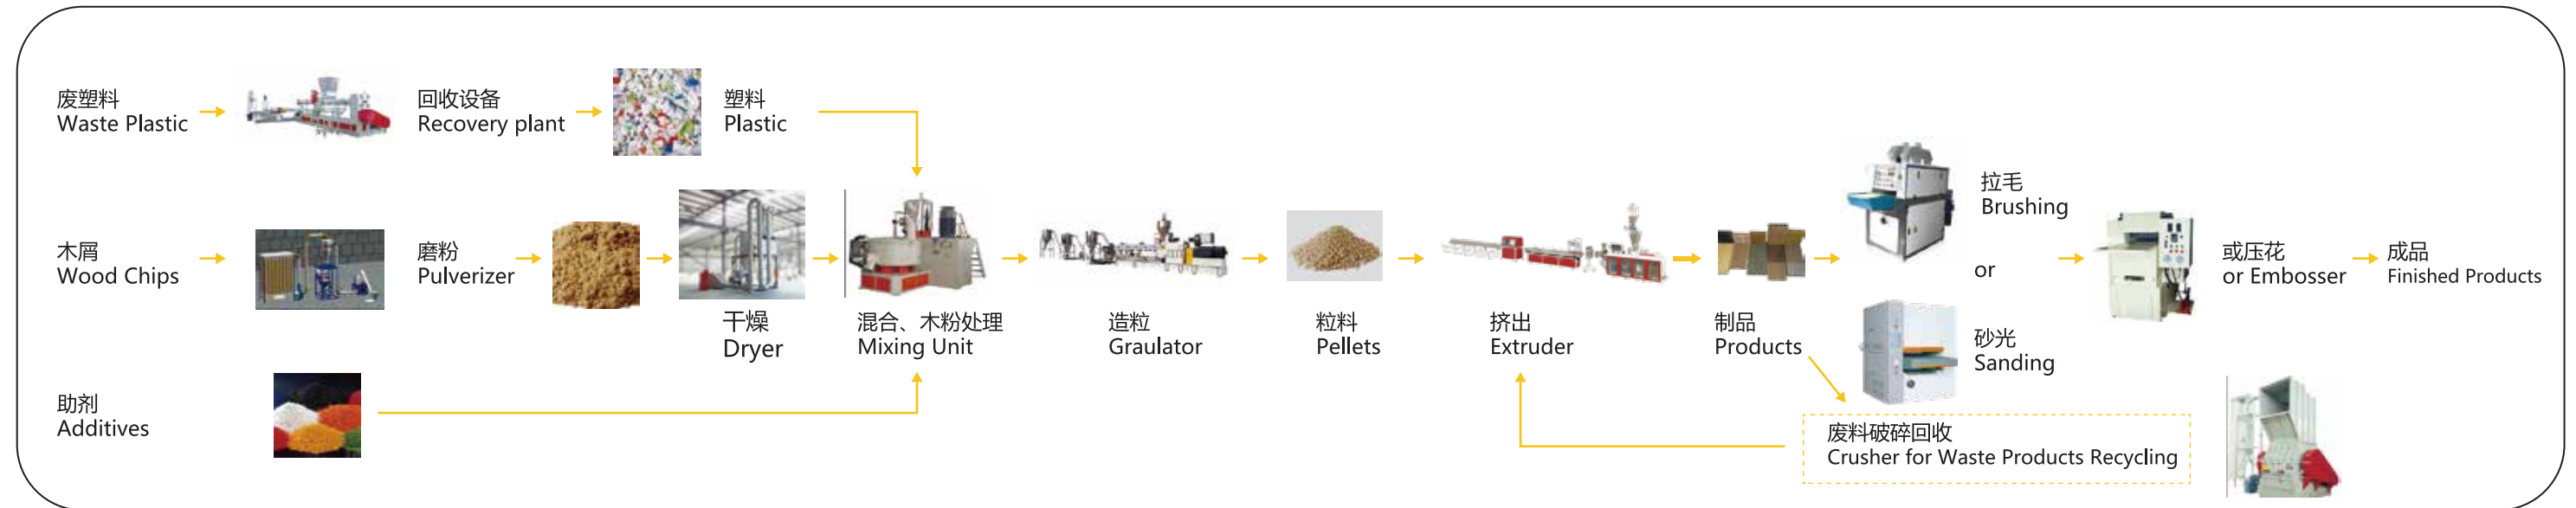 废塑料
Waste Plastic
回收设备
Recovery plant
塑料
Plastic
木屑
Wood Chips
磨粉
Pulverizer
干燥
Dryer
混合、木粉处理
Mixing Unit
造粒
Graulator
粒料
Pellets
挤出
Extruder
制品
Products
拉毛
Brushing
or
砂光
Sanding
或压花
or Embosser
成品
Finished Products
助剂
Additives
废料破碎回收
Crusher for Waste Products Recycling